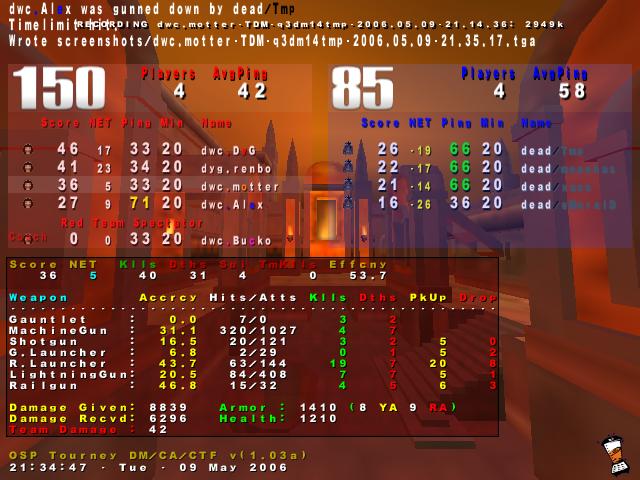 dwc.Alex was gunned down by dead/Tmp
Timelimit hit.
RECORDING dwc.motter-TDM-q3dm14tmp-2006.05.09-21.14.36: 2949k
Wrote screenshots/dwc.motter-TDM-q3dm14tmp-2006.05.09-21.35.17.tga
150 Players AvgPing 85 Players AvgPing
4 42 4 58
Score NET Ping Min Name Score NET Ping Min Name
46 17 33 20 dwc.DyG 26 -19 66 20 dead/Tmp
41 23 34 20 dyg.renbo 22 -17 66 20 dead/
36 5 33 20 dwc.motter 21 -14 66 20 dead/
27 9 71 20 dwc.Alex 16 -26 36 20 dead/
Red Team Spectator
Coach 0 0 33 20 dwc.Bucko
Score NET Klls Dths Sui TmKlls Effcny
36 5 40 31 4 0 53.7
Weapon Accrcy Hits/Atts Klls Dths PkUp Drop
Gauntlet : 0.0 7/0 3 2
MachineGun : 31.1 320/1027 4 7
Shotgun : 16.5 20/121 3 2 5 0
G.Launcher : 6.8 2/29 0 1 5 2
R.Launcher : 43.7 63/144 19 7 20 8
LightningGun: 20.5 84/408 7 7 5 1
Railgun : 46.8 15/32 4 5 6 3
Damage Given: 8839 Armor : 1410 (8 YA 9 RA)
Damage Recvd: 6296 Health: 1210
Team Damage : 42
OSP Tourney DM/CA/CTF v(1.03a)
21:34:47 - Tue - 09 May 2006